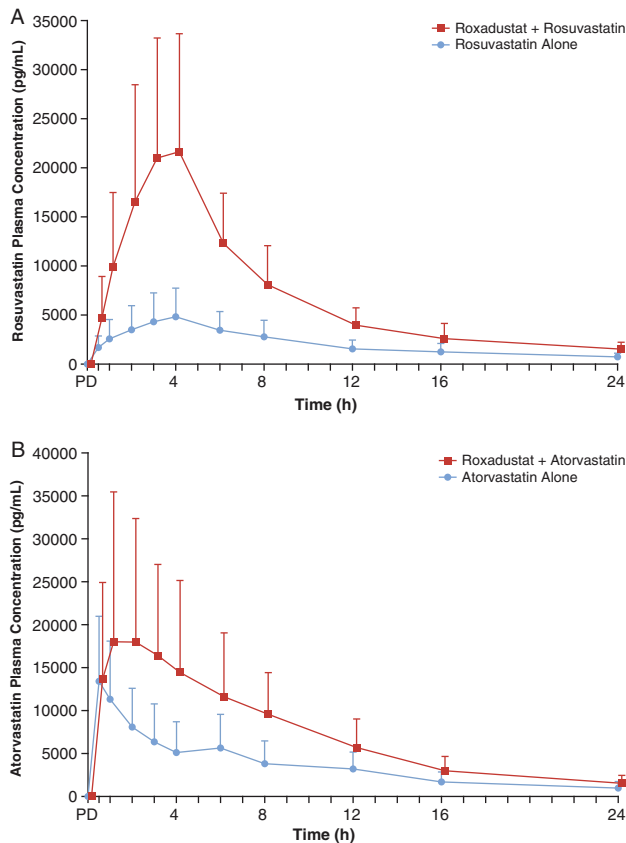 A
Roxadustat + Rosuvastatin
Rosuvastatin Alone
Rosuvastatin Plasma Concentration (pg/mL)
35000
30000
25000
20000
15000
10000
5000
0
PD 4 8 12 16 24
Time (h)
B
Roxadustat + Atorvastatin
Atorvastatin Alone
Atorvastatin Plasma Concentration (pg/mL)
40000
35000
30000
25000
20000
15000
10000
5000
0
PD 4 8 12 16 24
Time (h)